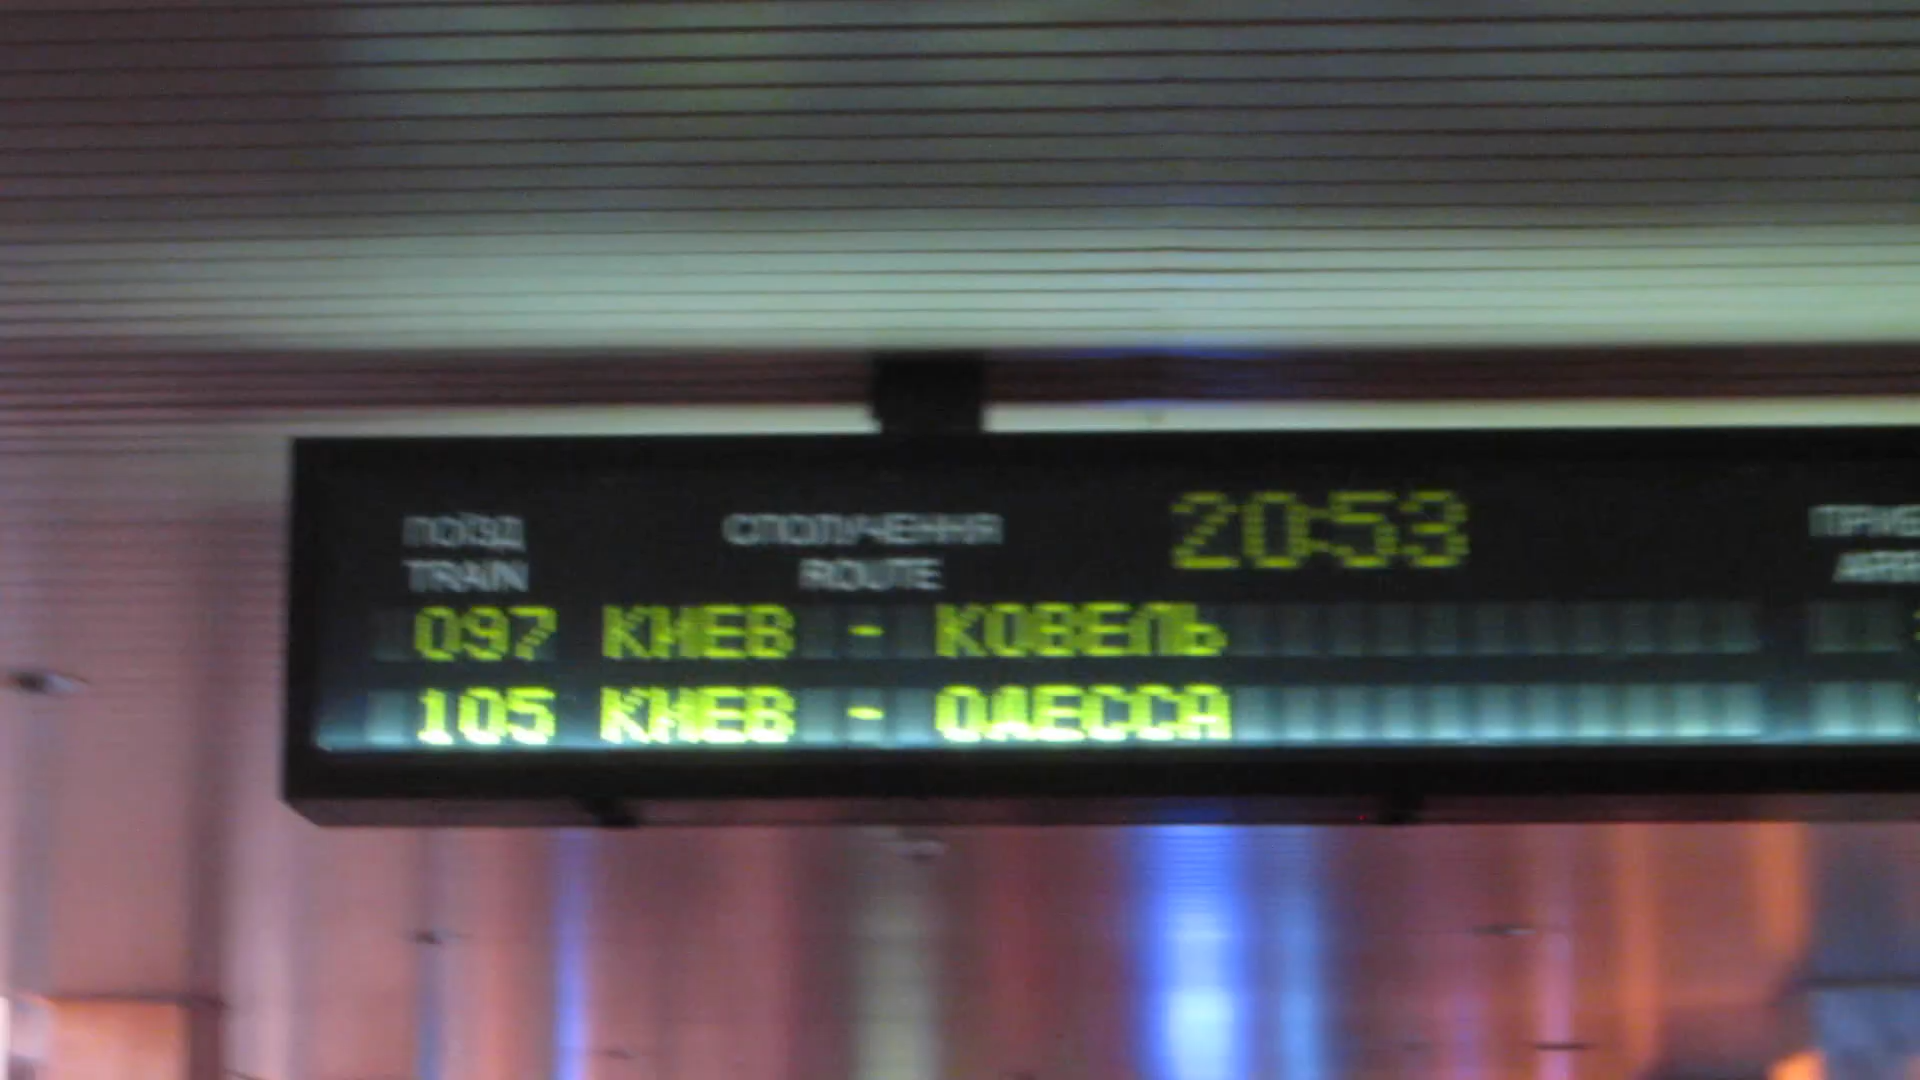 ПОЇЗД
TRAIN
СПОЛУЧЕННЯ
ROUTE
20:53
097 КИЕВ - КОВЕЛЬ
105 КИЕВ - ОДЕССА